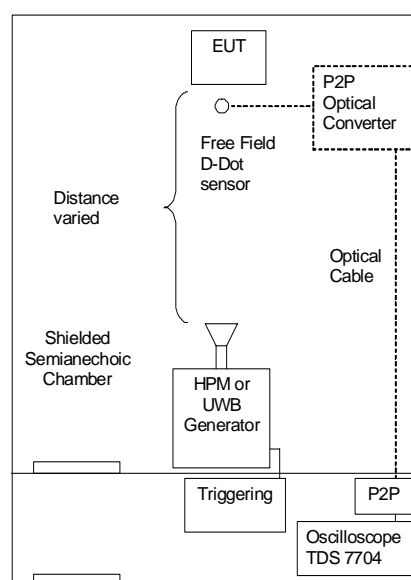 EUT
P2P
Optical
Converter
Free Field
D-Dot
sensor
Distance
varied
Optical
Cable
Shielded
Semianechoic
Chamber
HPM or
UWB
Generator
Triggering
P2P
Oscilloscope
TDS 7704